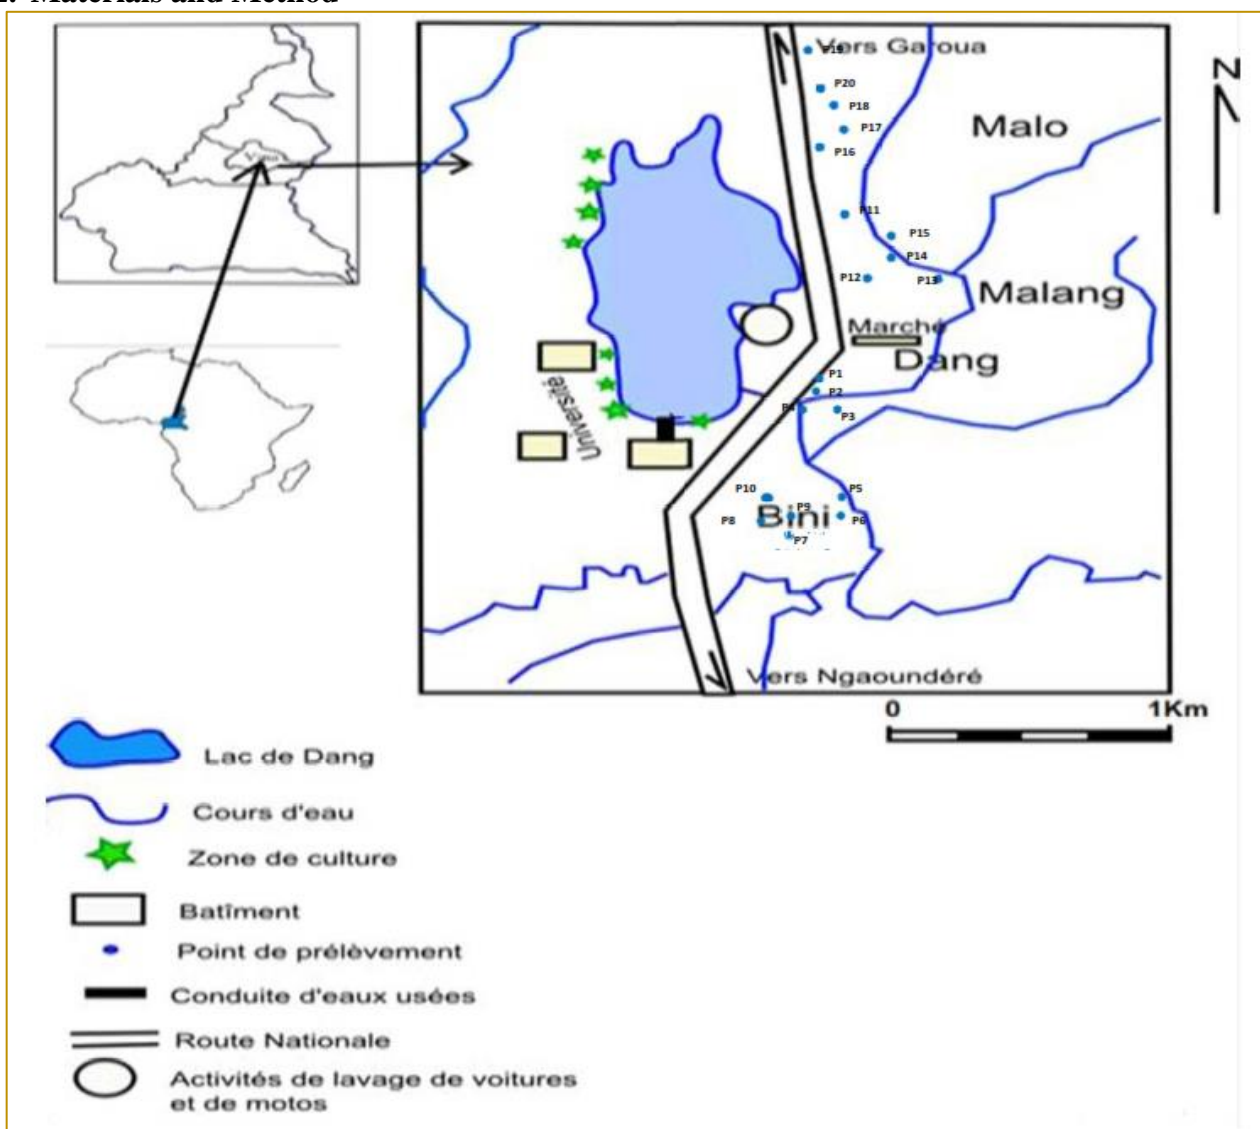 Materials and Method
Vers Garoua
P19
P20
P18
P17
P16
Malo
N
Vina
P11
P15
P14
P12
P13
Malang
Marché
Dang
P1
P2
P4
P3
Université
P10
P5
P9
Bini
P8
P6
P7
Vers Ngaoundéré
0 1Km
Lac de Dang
Cours d'eau
Zone de culture
Batîment
Point de prélèvement
Conduite d'eaux usées
Route Nationale
Activités de lavage de voitures
et de motos